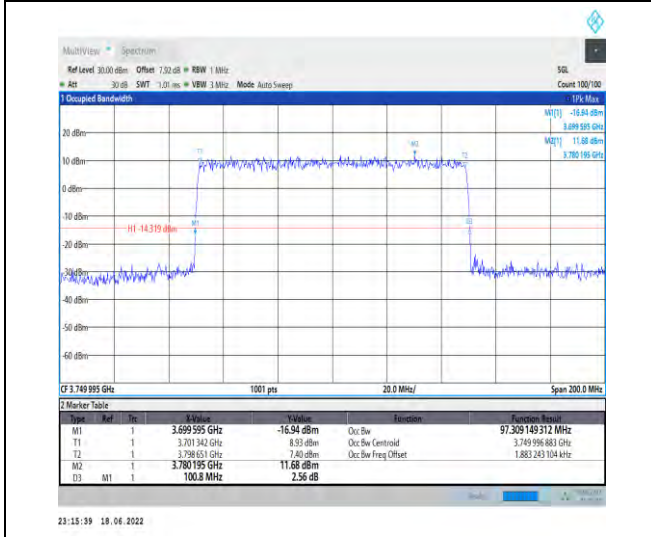 MultiView Spectrum
Ref Level 30.00 dBm Offset 7.92 dB RBW 1 MHz SGL
Att 30 dB SWT 1.01 ms VBW 3 MHz Mode Auto Sweep Count 100/100
1 Occupied Bandwidth 1Pk Max
M1[1] -16.94 dBm
3.699 595 GHz
20 dBm
M2[1] 11.68 dBm
3.780 195 GHz
T1 M2 T2
10 dBm
0 dBm
-10 dBm
M1
H1 -14.319 dBm
-20 dBm
-30 dBm
-40 dBm
-50 dBm
-60 dBm
CF 3.749 995 GHz 1001 pts 20.0 MHz/ Span 200.0 MHz
2 Marker Table
Type Ref Trc X-Value Y-Value Function Function Result
M1 1 3.699 595 GHz -16.94 dBm Occ Bw 97.309 149 312 MHz
T1 1 3.701 342 GHz 8.93 dBm Occ Bw Centroid 3.749 996 883 GHz
T2 1 3.798 651 GHz 7.40 dBm Occ Bw Freq Offset 1.883 243 104 kHz
M2 1 3.780 195 GHz 11.68 dBm
D3 M1 1 100.8 MHz 2.56 dB
23:15:39 18.06.2022